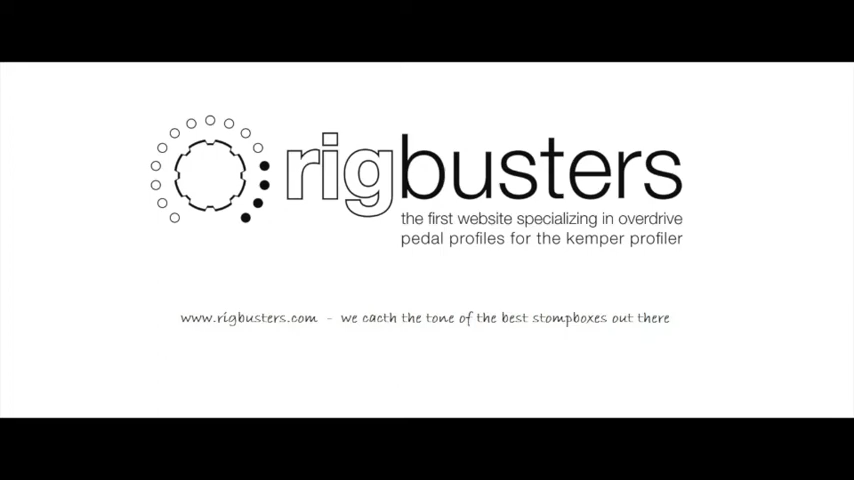 rigbusters
the first website specializing in overdrive
pedal profiles for the kemper profiler
www.rigbusters.com - we cacth the tone of the best stompboxes out there